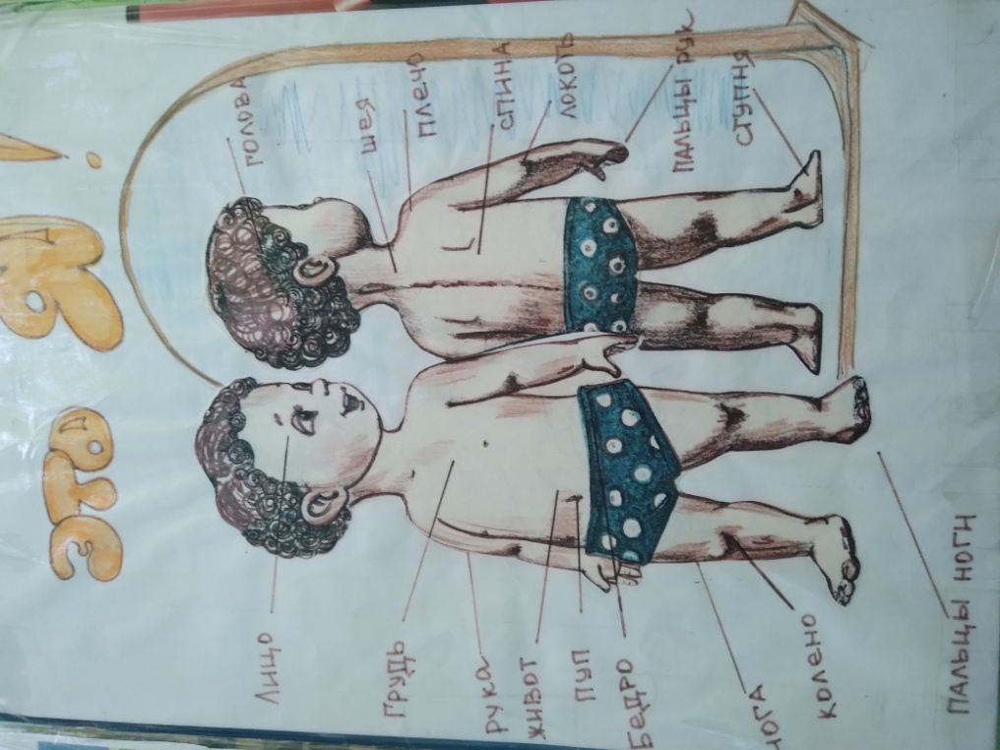 ЭТО Я!
Лицо
Грудь
рука
живот
пуп
Бедро
нога
колено
пальцы ноги
голова
шея
плечо
спина
локоть
пальцы рук
ступня